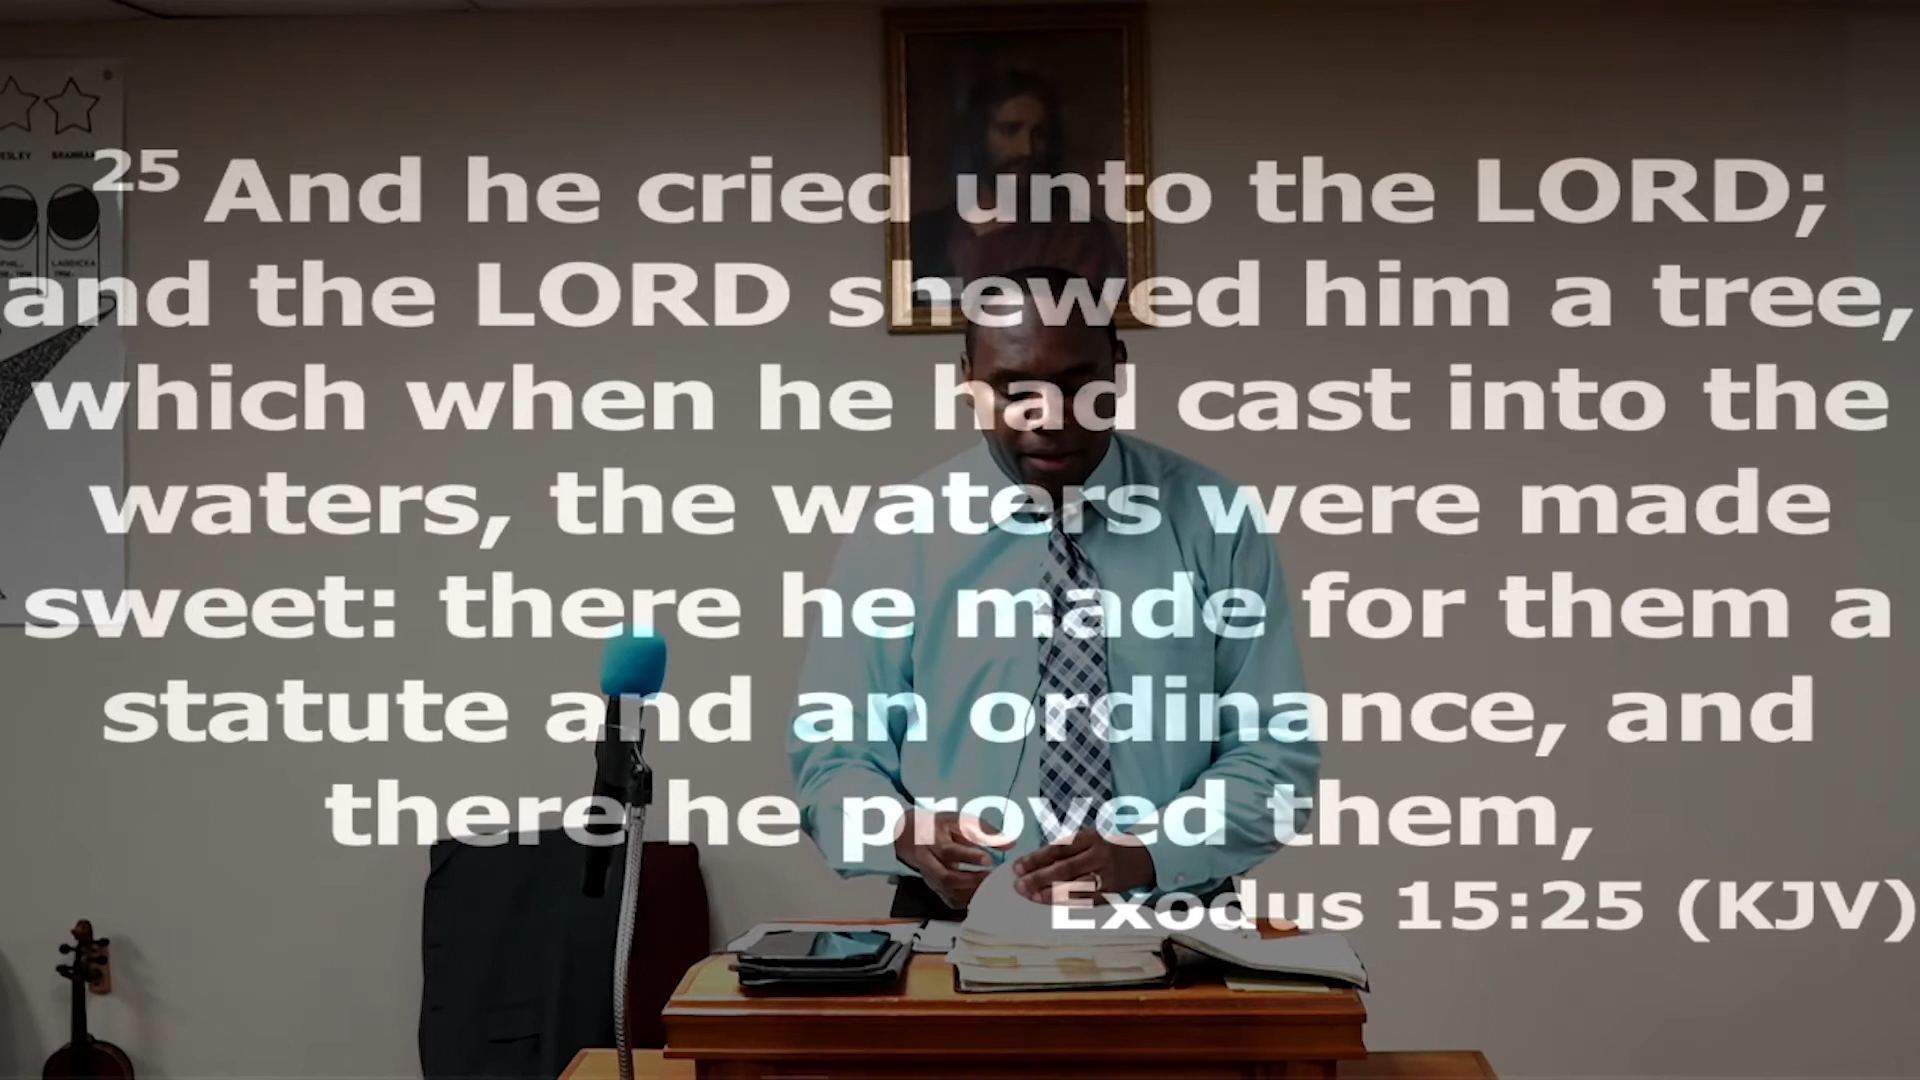 25 And he cried unto the LORD;
and the LORD shewed him a tree,
which when he had cast into the
waters, the waters were made
sweet: there he made for them a
statute and an ordinance, and
there he proved them,
Exodus 15:25 (KJV)
BRANHAM